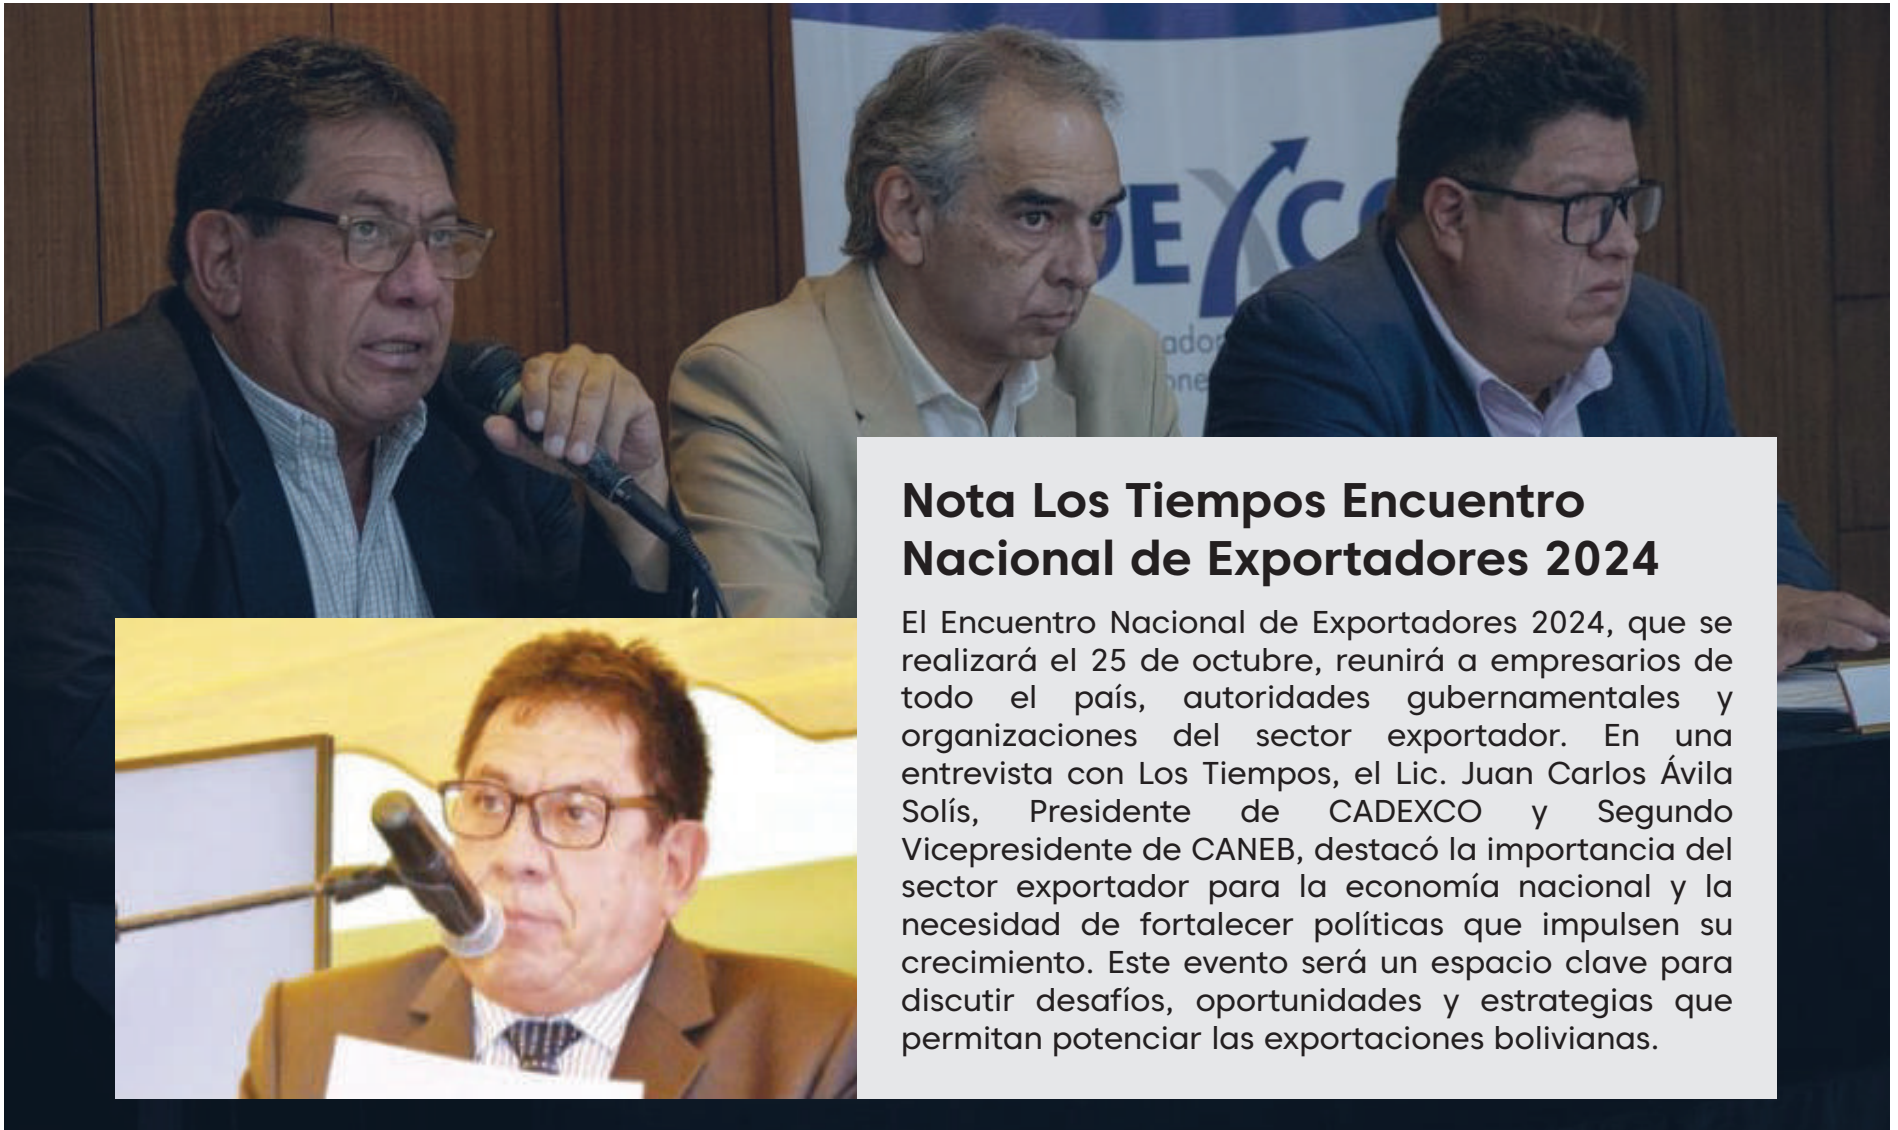 DEXCO
ador
one
Nota Los Tiempos Encuentro
Nacional de Exportadores 2024
El Encuentro Nacional de Exportadores 2024, que se
realizará el 25 de octubre, reunirá a empresarios de
todo el país, autoridades gubernamentales y
organizaciones del sector exportador. En una
entrevista con Los Tiempos, el Lic. Juan Carlos Ávila
Solís, Presidente de CADEXCO y Segundo
Vicepresidente de CANEB, destacó la importancia del
sector exportador para la economía nacional y la
necesidad de fortalecer políticas que impulsen su
crecimiento. Este evento será un espacio clave para
discutir desafíos, oportunidades y estrategias que
permitan potenciar las exportaciones bolivianas.